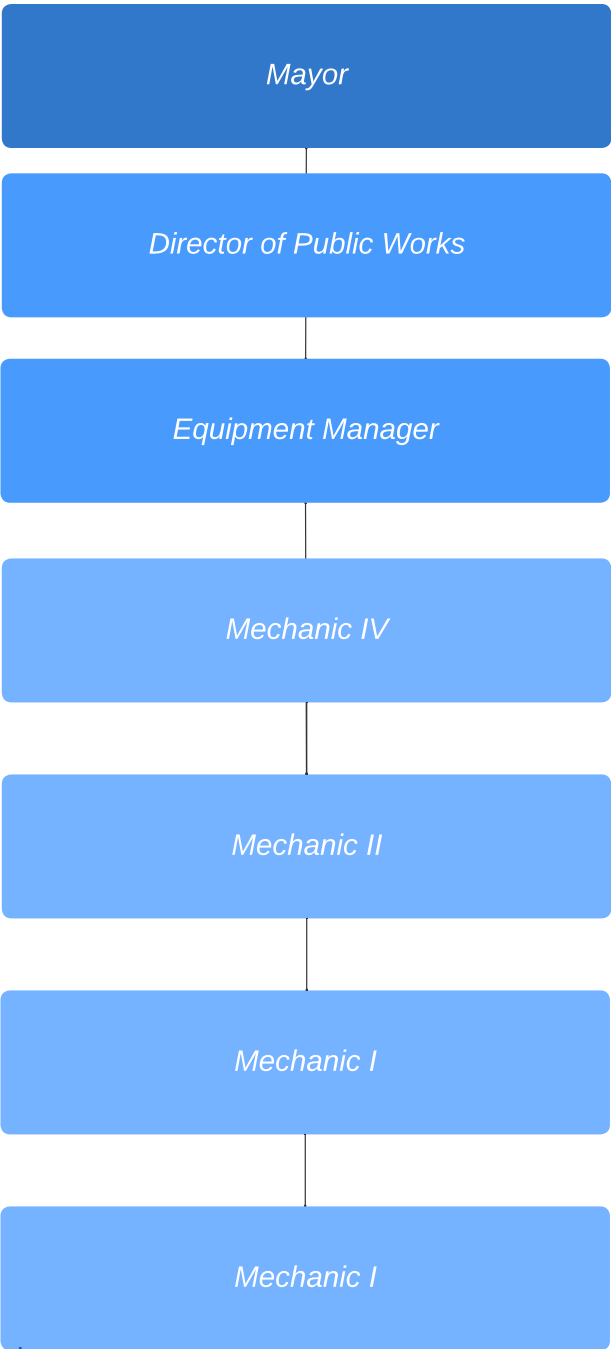 Mayor
Director of Public Works
Equipment Manager
Mechanic IV
Mechanic II
Mechanic I
Mechanic I